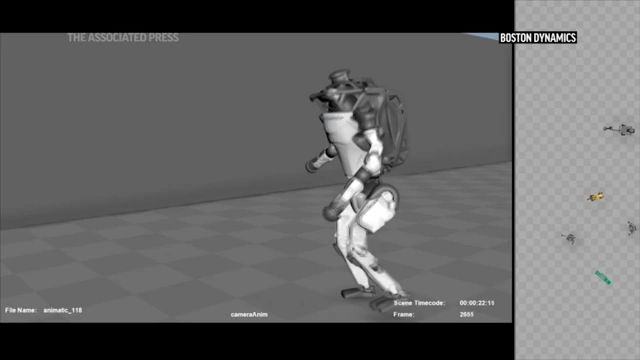 THE ASSOCIATED PRESS
BOSTON DYNAMICS
File Name: animatic_118
cameraAnim
Scene Timecode: 00:00:22:11
Frame: 2655